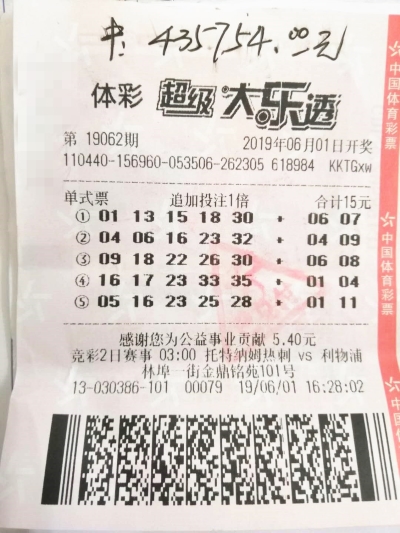 中: 435754.00元
体彩 超级大乐透
第 19062期 2019年06月01日开奖
110440-156960-053506-262305 618984 KKTGxw
单式票 追加投注1倍 合计15元
① 01 13 15 18 30 + 06 07
② 04 06 16 23 32 + 04 09
③ 09 18 22 26 30 + 06 08
④ 16 17 23 33 35 + 01 04
⑤ 05 16 23 25 28 + 01 11
感谢您为公益事业贡献 5.40元
竞彩2日赛事 03:00 托特纳姆热刺 vs 利物浦
林埠一街金鼎铭苑101号
13-030386-101 00079 19/06/01 16:28:02
中国体育彩票
中国体育彩票